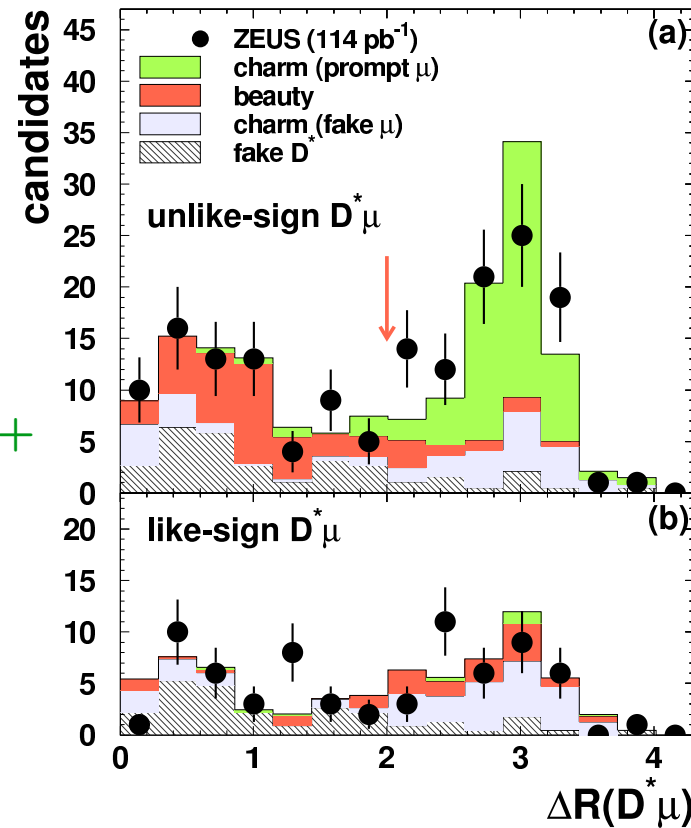 candidates
(a)
ZEUS (114 pb⁻¹)
charm (prompt μ)
beauty
charm (fake μ)
fake D*
unlike-sign D*μ
45
40
35
30
25
20
15
10
5
0
(b)
like-sign D*μ
20
15
10
5
0
0 1 2 3 4
ΔR(D*μ)